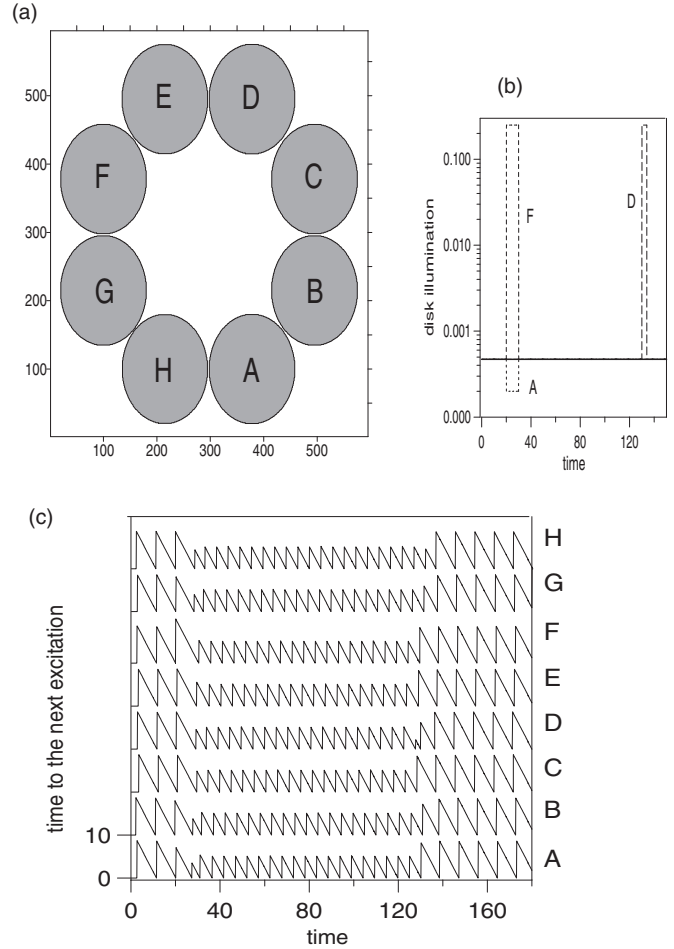 (a)
E D
F C
G B
H A
500
400
300
200
100
100 200 300 400 500
(b)
disk illumination
0.100
0.010
0.001
0.000
F
D
A
0 40 80 120
time
(c)
time to the next excitation
H
G
F
E
D
C
B
A
10
0
0 40 80 120 160
time